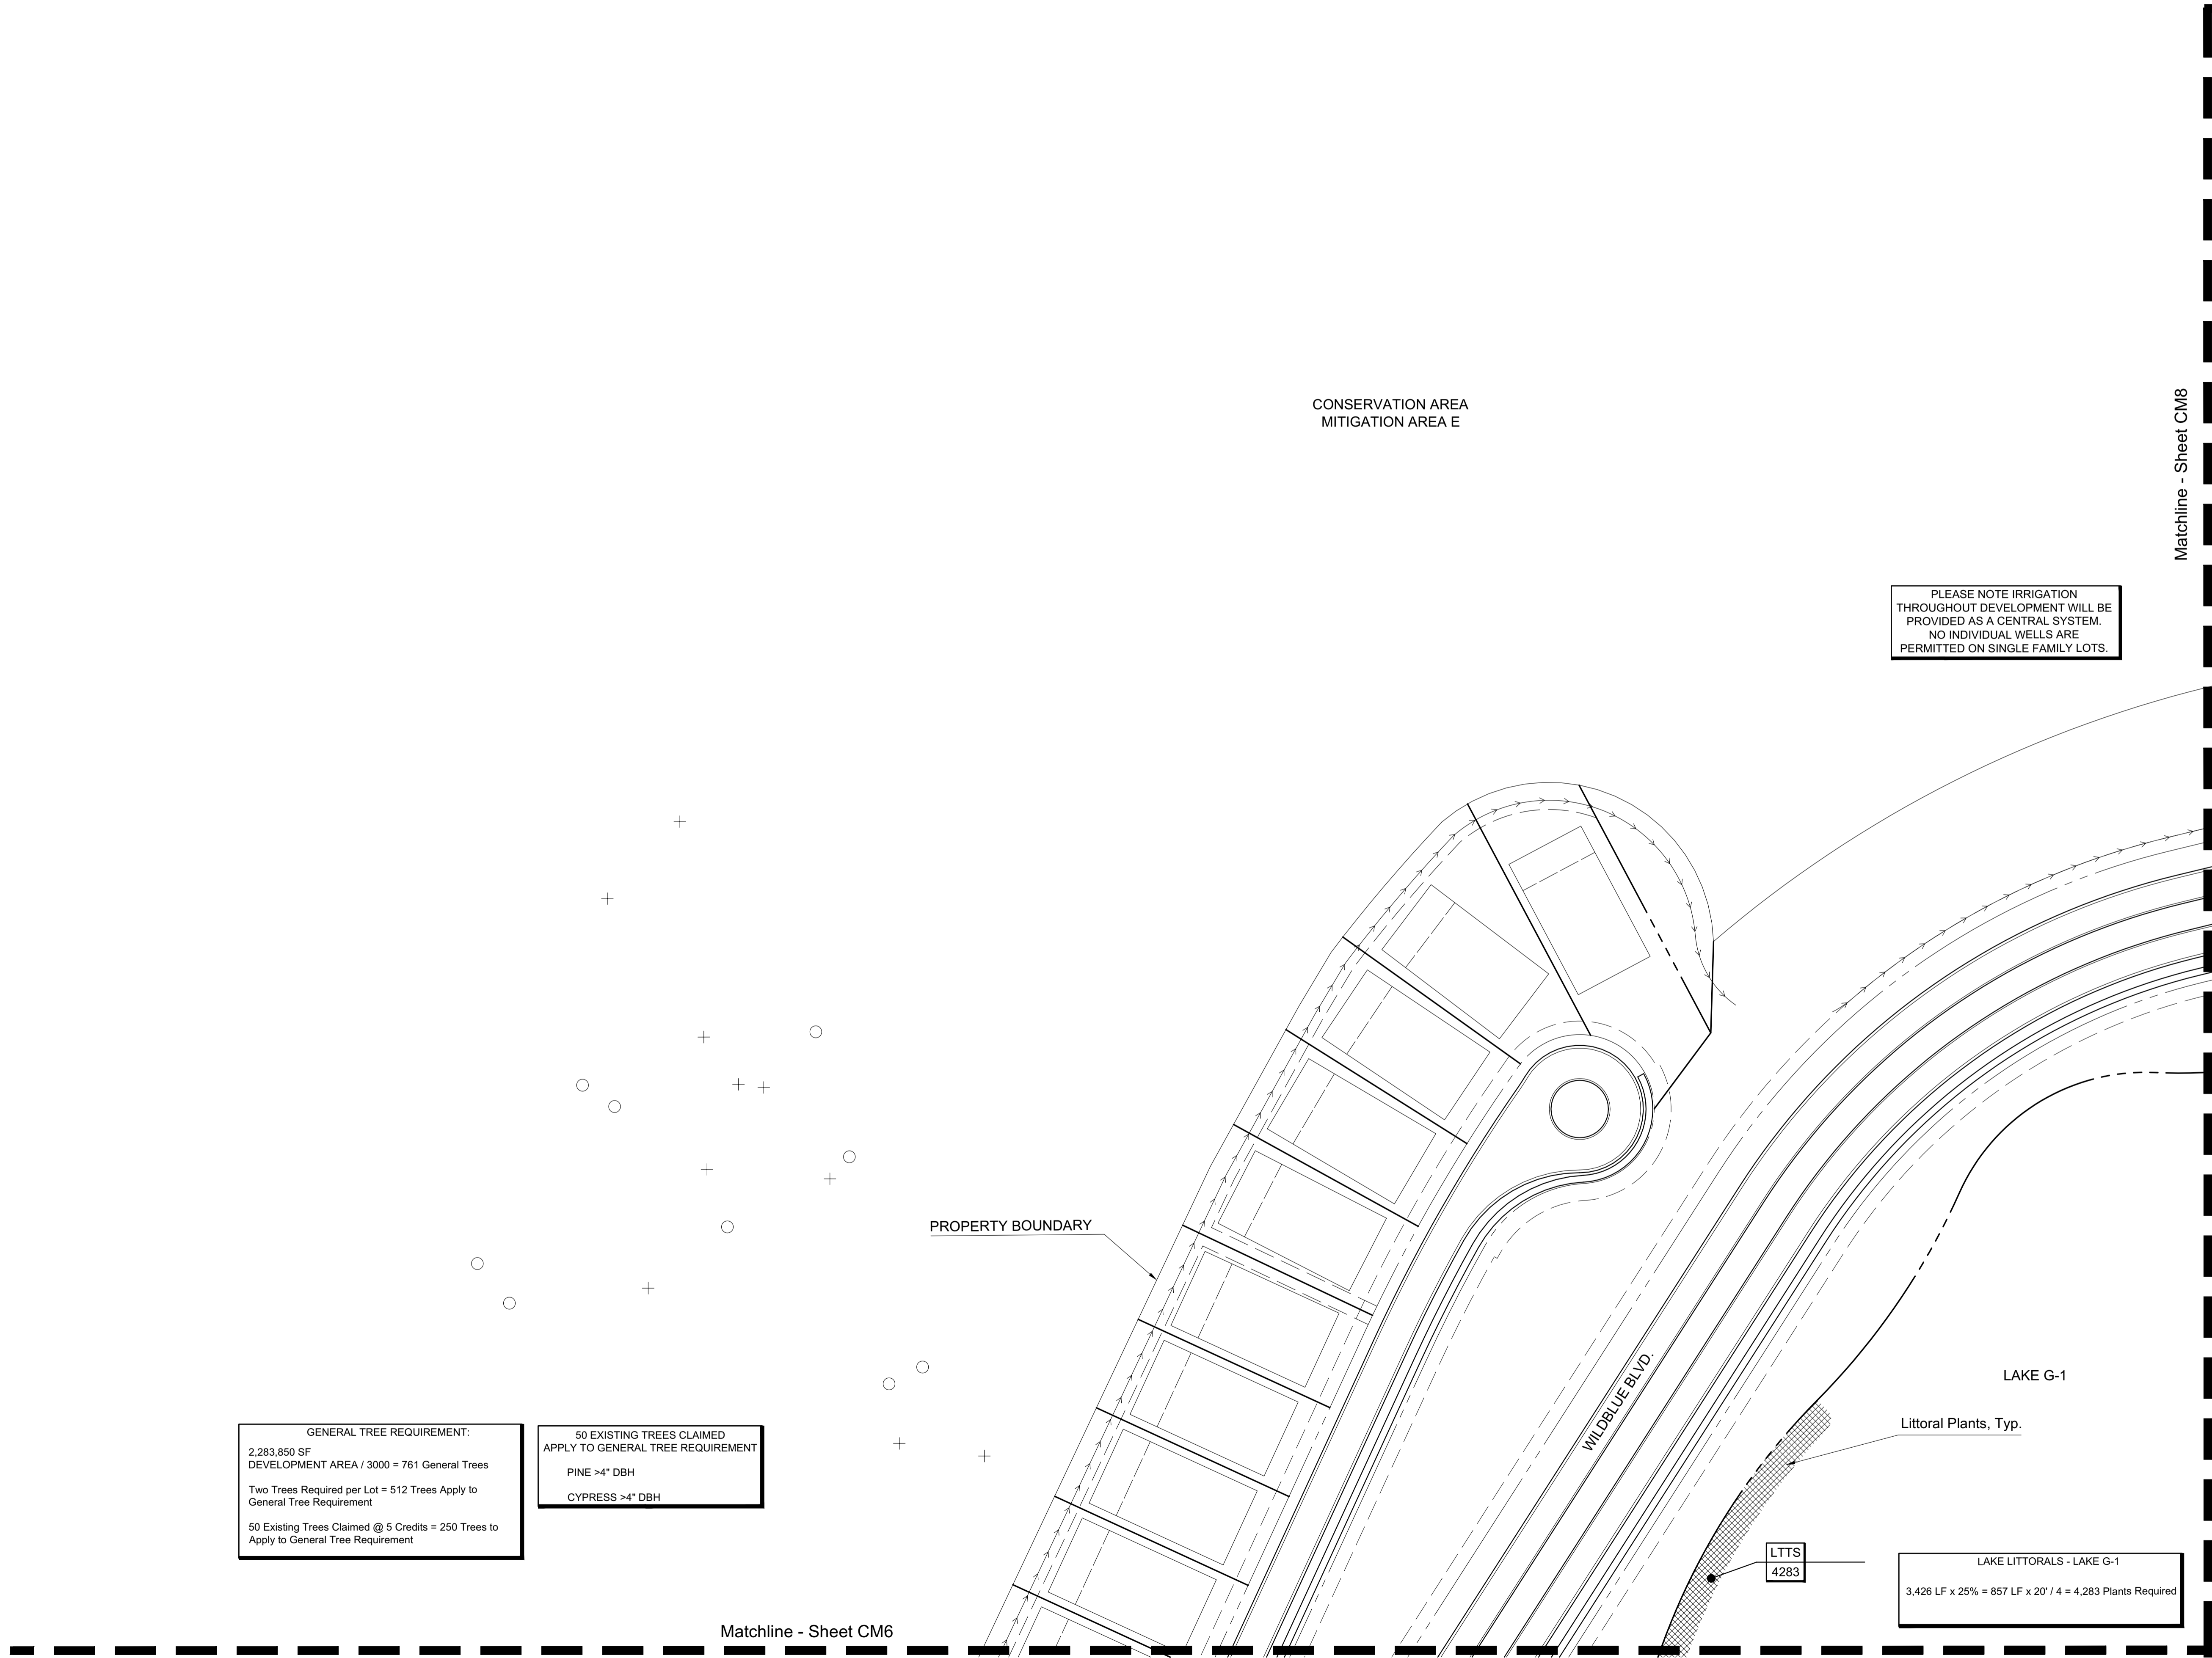 CONSERVATION AREA
MITIGATION AREA E
Matchline - Sheet CM8
PLEASE NOTE IRRIGATION
THROUGHOUT DEVELOPMENT WILL BE
PROVIDED AS A CENTRAL SYSTEM.
NO INDIVIDUAL WELLS ARE
PERMITTED ON SINGLE FAMILY LOTS.
PROPERTY BOUNDARY
WILDBLUE BLVD.
LAKE G-1
Littoral Plants, Typ.
GENERAL TREE REQUIREMENT:
2,283,850 SF
DEVELOPMENT AREA / 3000 = 761 General Trees
Two Trees Required per Lot = 512 Trees Apply to
General Tree Requirement
50 Existing Trees Claimed @ 5 Credits = 250 Trees to
Apply to General Tree Requirement
50 EXISTING TREES CLAIMED
APPLY TO GENERAL TREE REQUIREMENT
PINE >4" DBH
CYPRESS >4" DBH
LTTS
4283
LAKE LITTORALS - LAKE G-1
3,426 LF x 25% = 857 LF x 20' / 4 = 4,283 Plants Required
Matchline - Sheet CM6